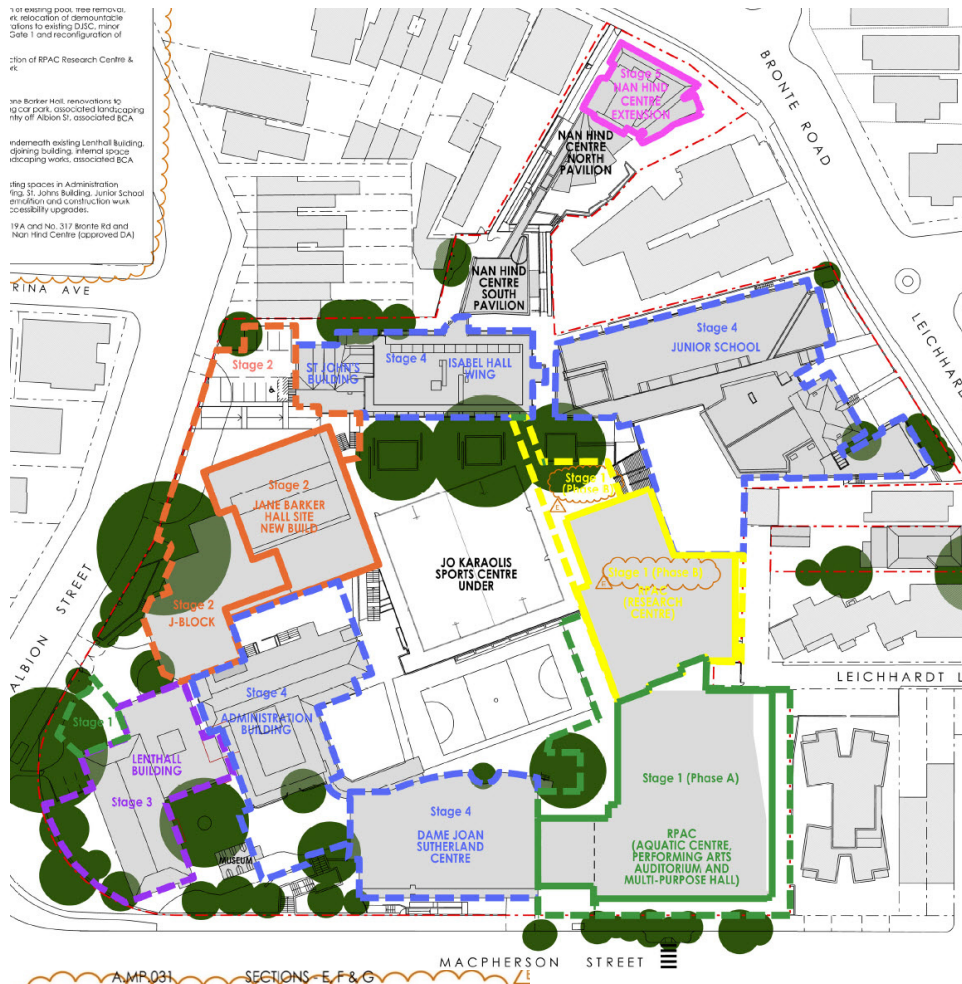 of existing pool, tree removal,
rk relocation of demountable
rations to existing DJSC, minor
Gate 1 and reconfiguration of
ction of RPAC Research Centre &
ane Barker Hall, renovations to
ng car park, associated landscaping
entry off Albion St, associated BCA
underneath existing Lenthall Building,
djoining building, internal space
ndscaping works, associated BCA
sting spaces in Administration
Wing, St. Johns Building, Junior School
emolition and construction work
ccessibility upgrades.
19A and No. 317 Bronte Rd and
Nan Hind Centre (approved DA)
RINA AVE
Stage 5
NAN HIND
CENTRE
EXTENSION
BRONTE ROAD
NAN HIND
CENTRE
NORTH
PAVILION
NAN HIND
CENTRE
SOUTH
PAVILION
LEICHHARD
Stage 2
ST JOHN'S
BUILDING
Stage 4
ISABEL HALL
WING
Stage 4
JUNIOR SCHOOL
Stage 2
JANE BARKER
HALL SITE
NEW BUILD
Stage 1
(Phase B)
E
JO KARAOLIS
SPORTS CENTRE
UNDER
Stage 1 (Phase B)
E
(RESEARCH
CENTRE)
ALBION STREET
Stage 2
J-BLOCK
LEICHHARDT L
Stage 1
Stage 4
ADMINISTRATION
BUILDING
LENTHALL
BUILDING
Stage 3
Stage 1 (Phase A)
Stage 4
DAME JOAN
SUTHERLAND
CENTRE
RPAC
(AQUATIC CENTRE,
PERFORMING ARTS
AUDITORIUM AND
MULTI-PURPOSE HALL)
MUSEUM
MACPHERSON STREET
A.MP.031 SECTIONS - E, F & G
E